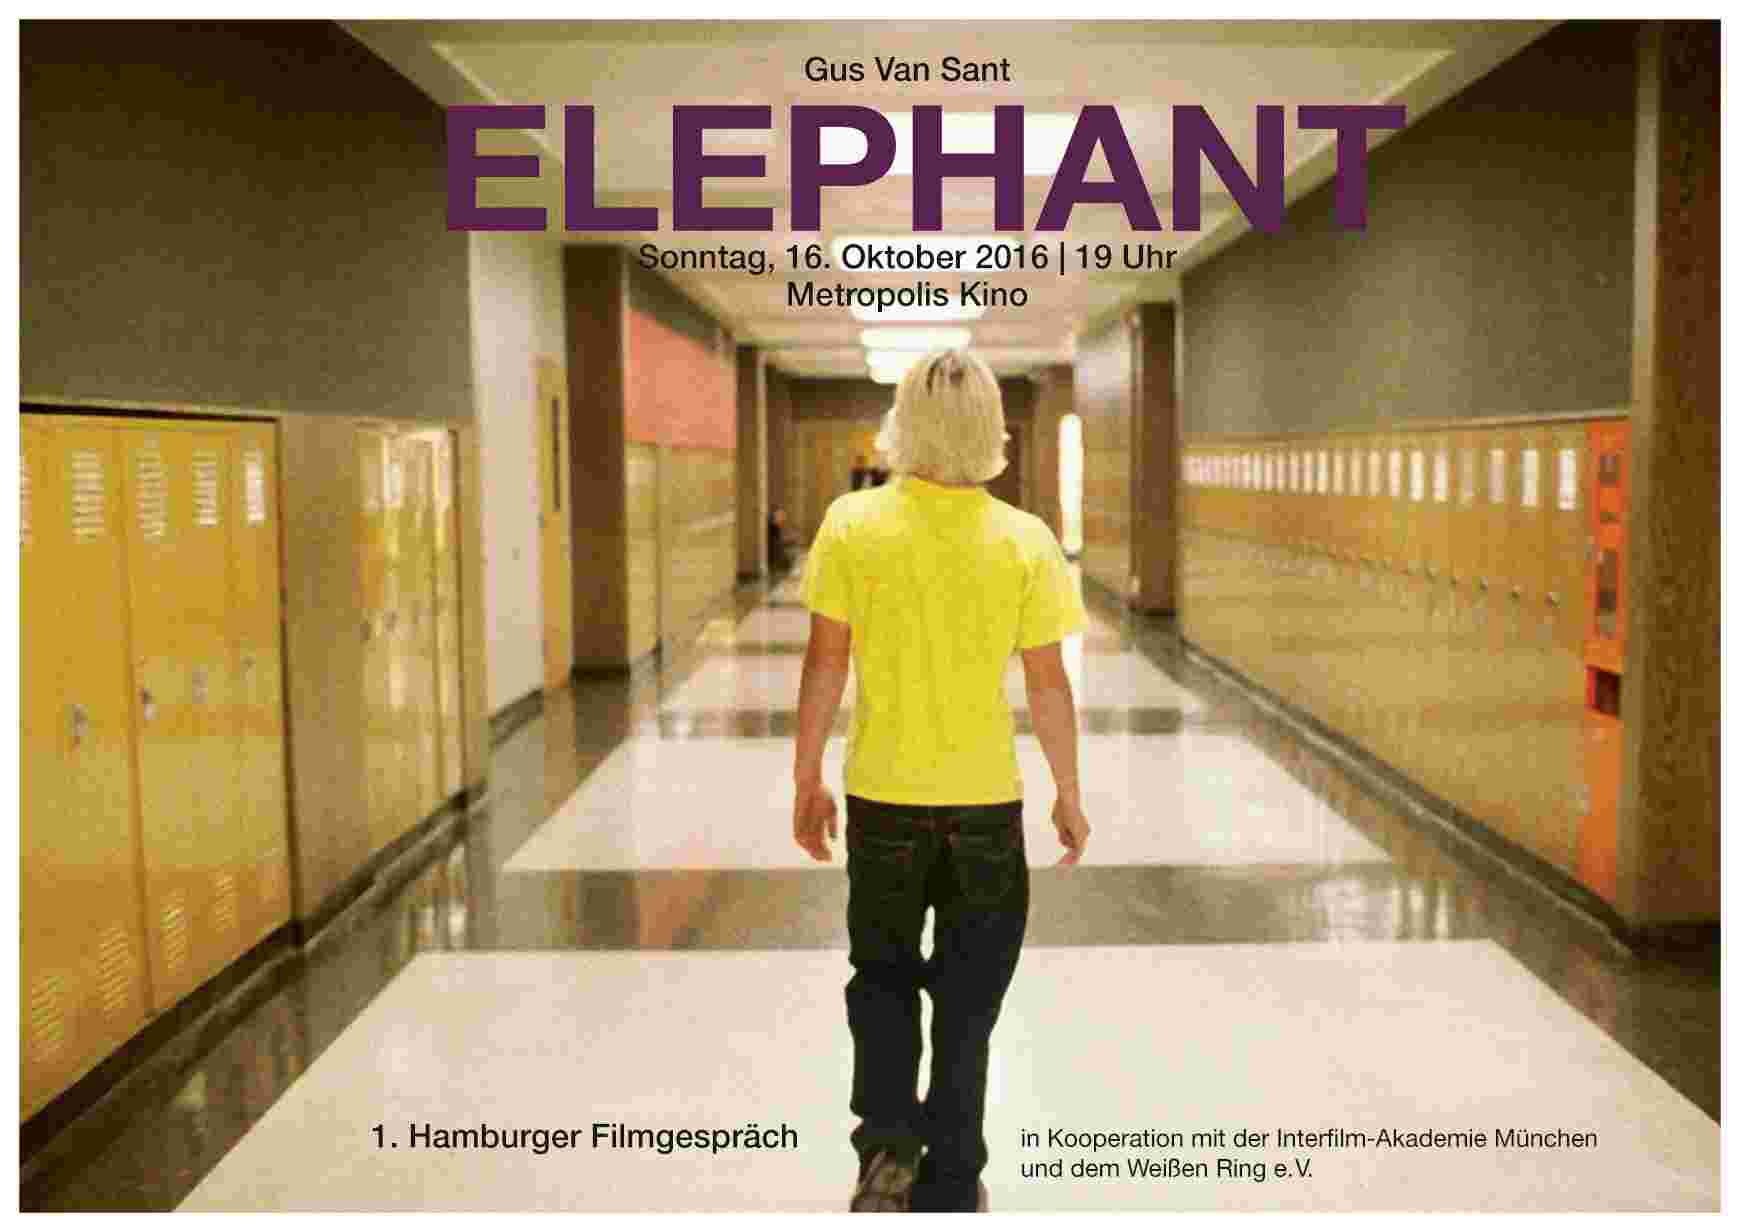 Gus Van Sant
ELEPHANT
Sonntag, 16. Oktober 2016 | 19 Uhr
Metropolis Kino
1. Hamburger Filmgespräch
in Kooperation mit der Interfilm-Akademie München
und dem Weißen Ring e.V.